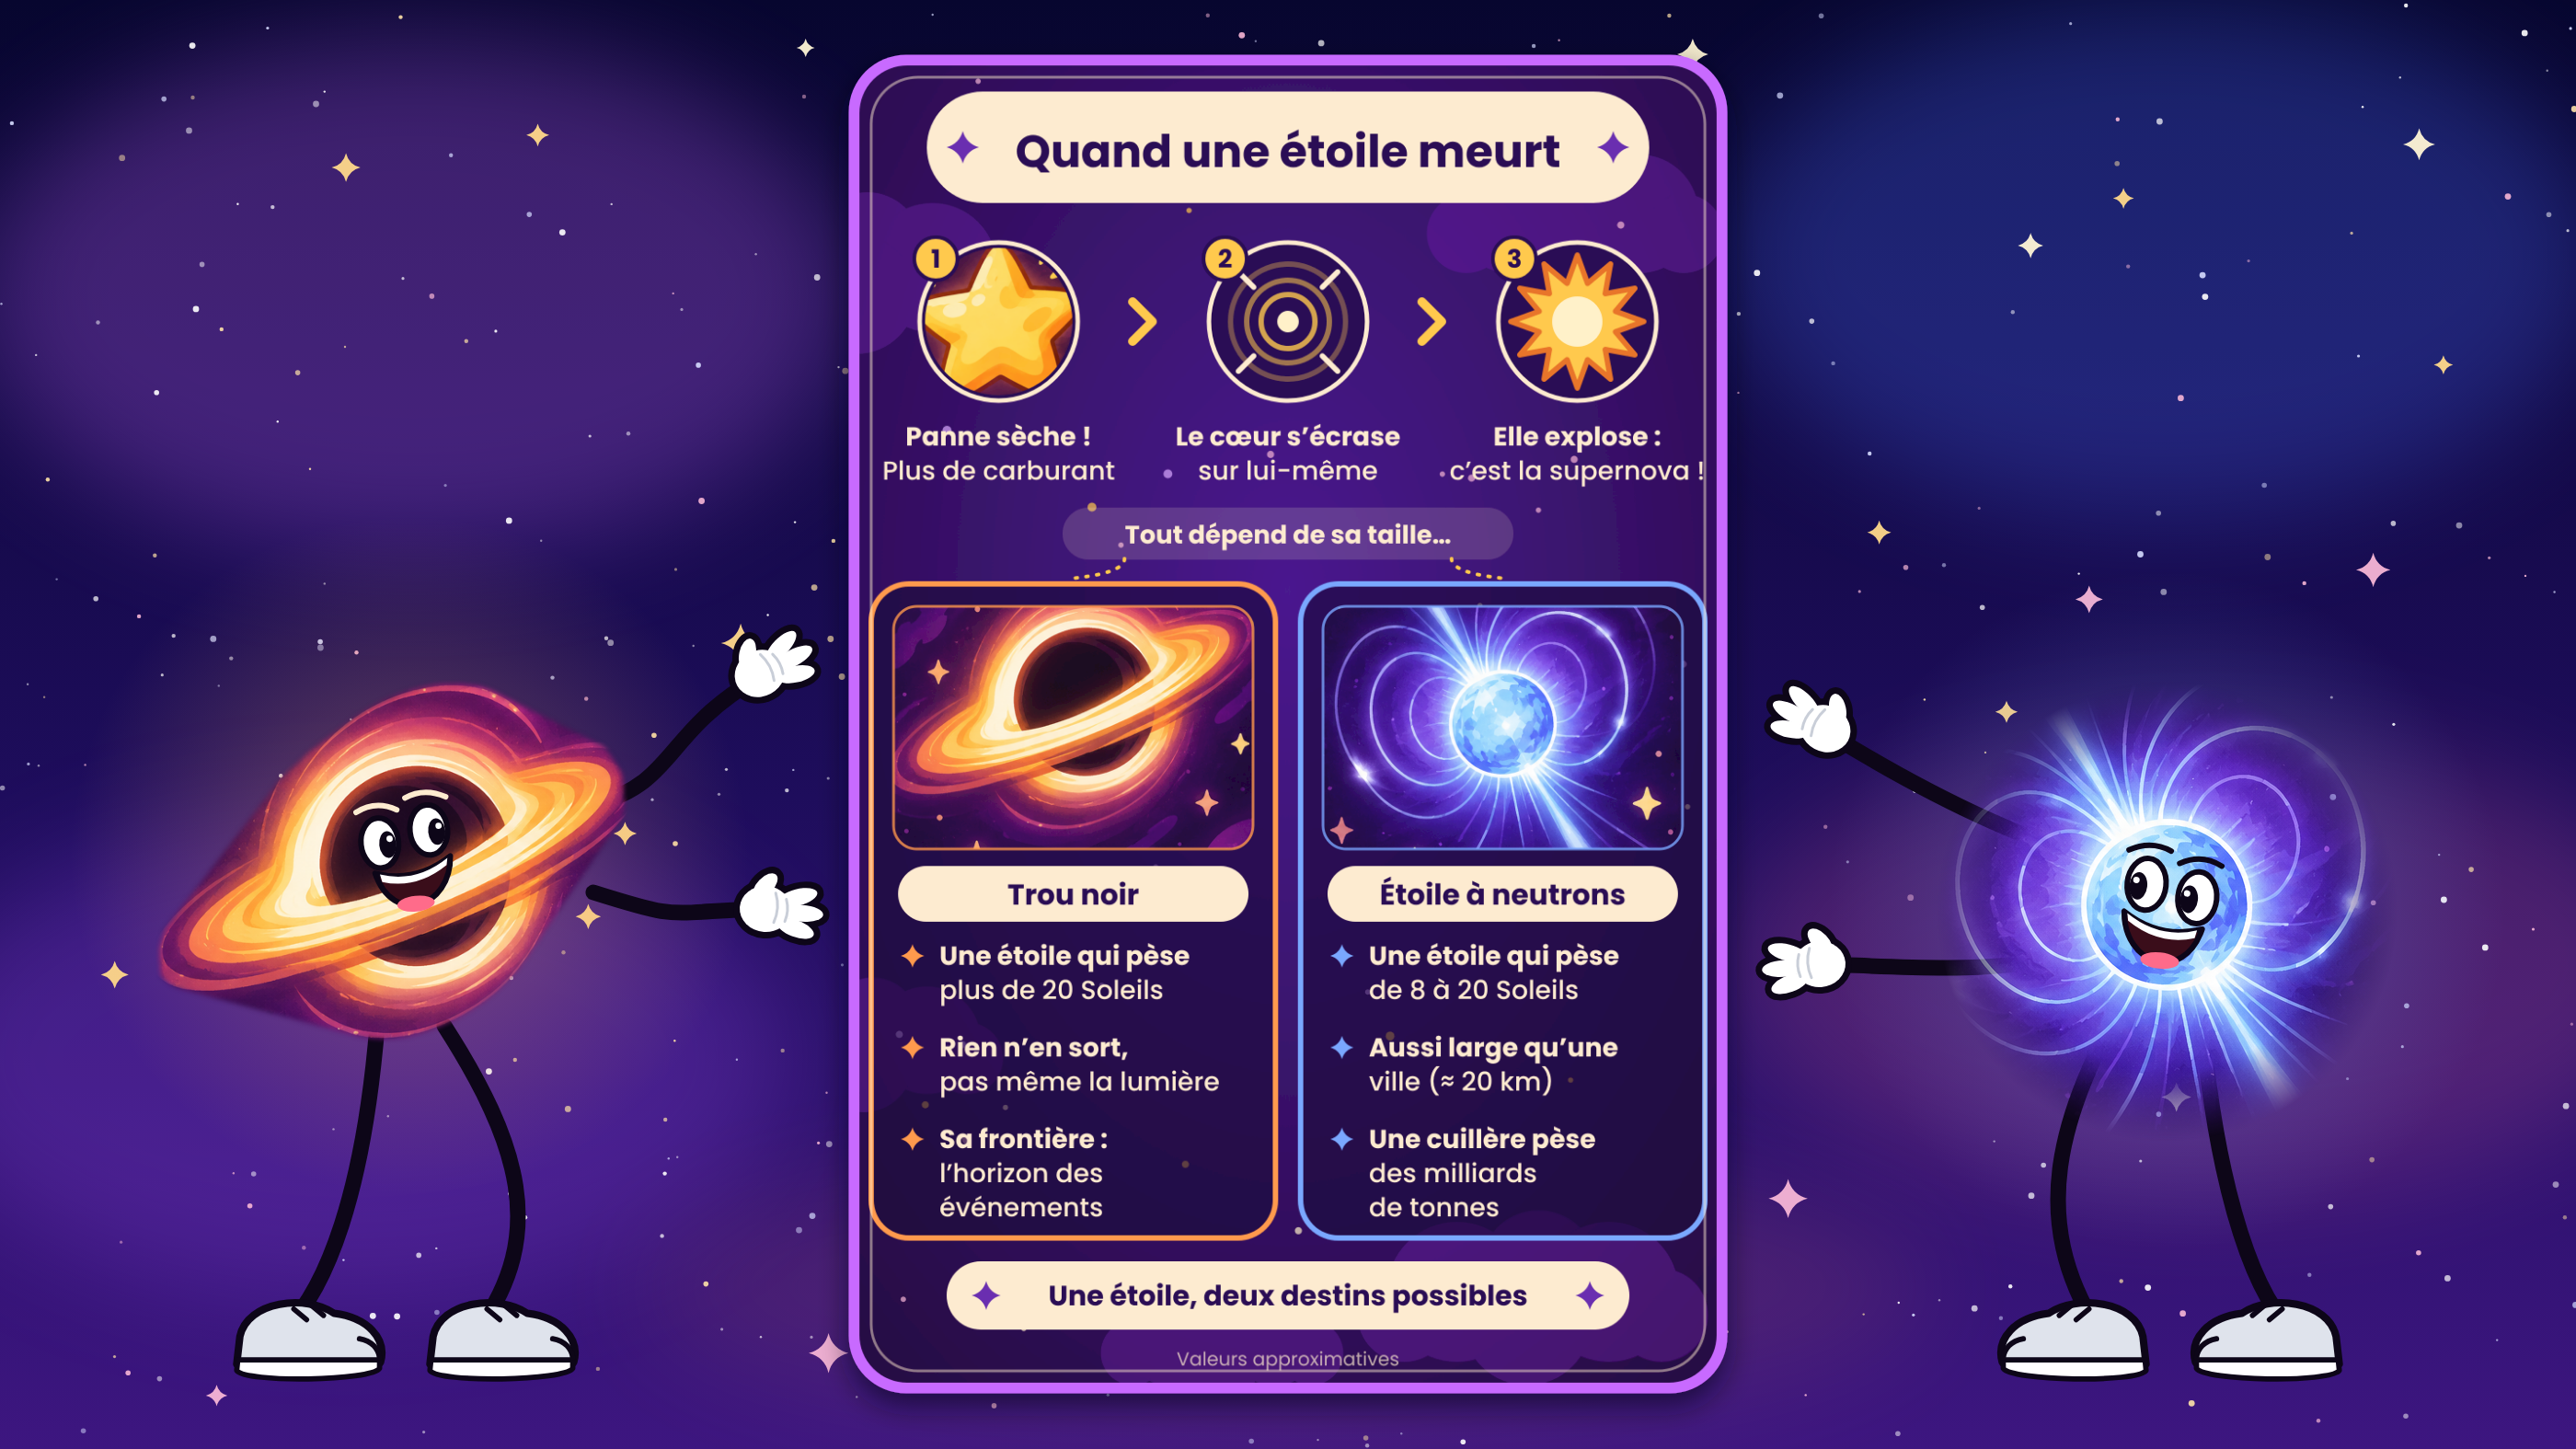 Quand une étoile meurt
1
2
3
Panne sèche !
Plus de carburant
Le cœur s’écrase
sur lui-même
Elle explose :
c’est la supernova !
Tout dépend de sa taille…
Trou noir
Une étoile qui pèse
plus de 20 Soleils
Rien n’en sort,
pas même la lumière
Sa frontière :
l’horizon des
événements
Étoile à neutrons
Une étoile qui pèse
de 8 à 20 Soleils
Aussi large qu’une
ville (≈ 20 km)
Une cuillère pèse
des milliards
de tonnes
Une étoile, deux destins possibles
Valeurs approximatives